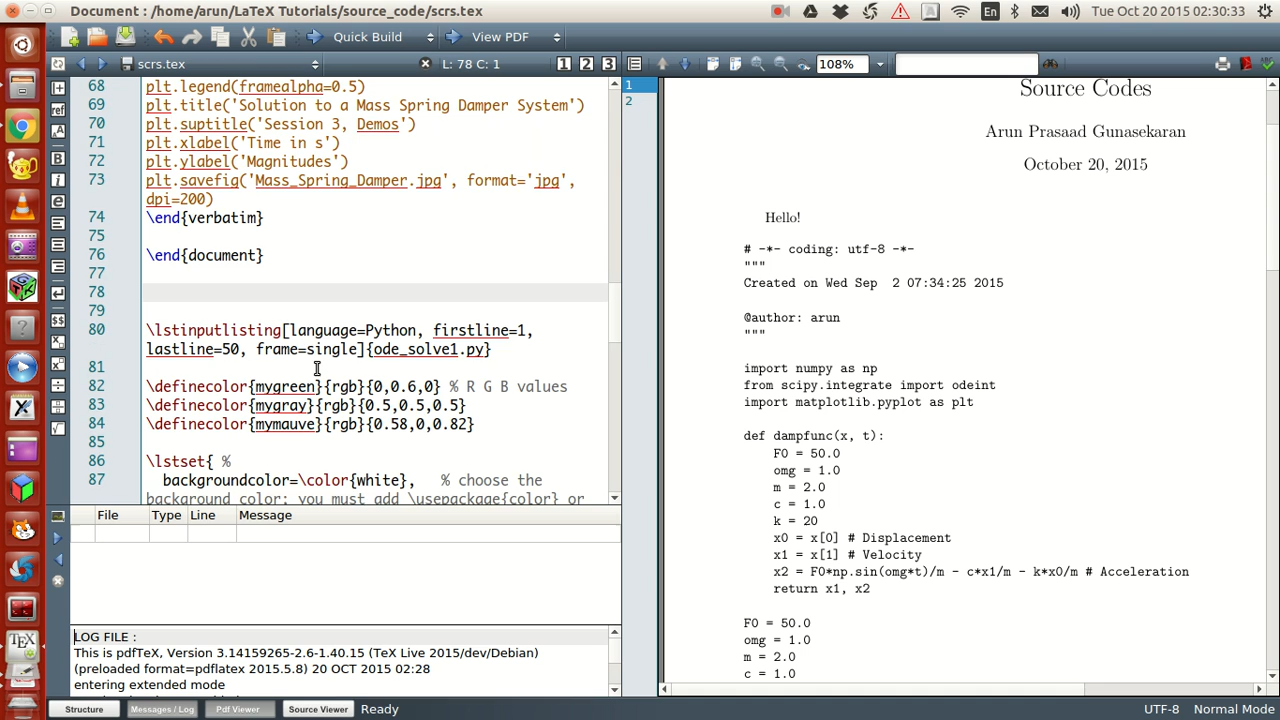 Document : /home/arun/LaTeX Tutorials/source_code/scrs.tex
En
Tue Oct 20 2015 02:30:33
Quick Build
View PDF
scrs.tex
L: 78 C: 1
1 2 3
108%
68 plt.legend(framealpha=0.5)
69 plt.title('Solution to a Mass Spring Damper System')
70 plt.suptitle('Session 3, Demos')
71 plt.xlabel('Time in s')
72 plt.ylabel('Magnitudes')
73 plt.savefig('Mass_Spring_Damper.jpg', format='jpg',
dpi=200)
74 \end{verbatim}
75
76 \end{document}
77
78
79
80 \lstinputlisting[language=Python, firstline=1,
lastline=50, frame=single]{ode_solve1.py}
81
82 \definecolor{mygreen}{rgb}{0,0.6,0} % R G B values
83 \definecolor{mygray}{rgb}{0.5,0.5,0.5}
84 \definecolor{mymauve}{rgb}{0.58,0,0.82}
85
86 \lstset{ %
87 backgroundcolor=\color{white}, % choose the
background color; you must add \usepackage{color} or
File Type Line Message
LOG FILE :
This is pdfTeX, Version 3.14159265-2.6-1.40.15 (TeX Live 2015/dev/Debian)
(preloaded format=pdflatex 2015.5.8) 20 OCT 2015 02:28
entering extended mode
Structure Messages / Log Pdf Viewer Source Viewer Ready
UTF-8 Normal Mode
1
2
Source Codes
Arun Prasaad Gunasekaran
October 20, 2015
Hello!
# -*- coding: utf-8 -*-
"""
Created on Wed Sep  2 07:34:25 2015
@author: arun
"""
import numpy as np
from scipy.integrate import odeint
import matplotlib.pyplot as plt
def dampfunc(x, t):
F0 = 50.0
omg = 1.0
m = 2.0
c = 1.0
k = 20
x0 = x[0] # Displacement
x1 = x[1] # Velocity
x2 = F0*np.sin(omg*t)/m - c*x1/m - k*x0/m # Acceleration
return x1, x2
F0 = 50.0
omg = 1.0
m = 2.0
c = 1.0